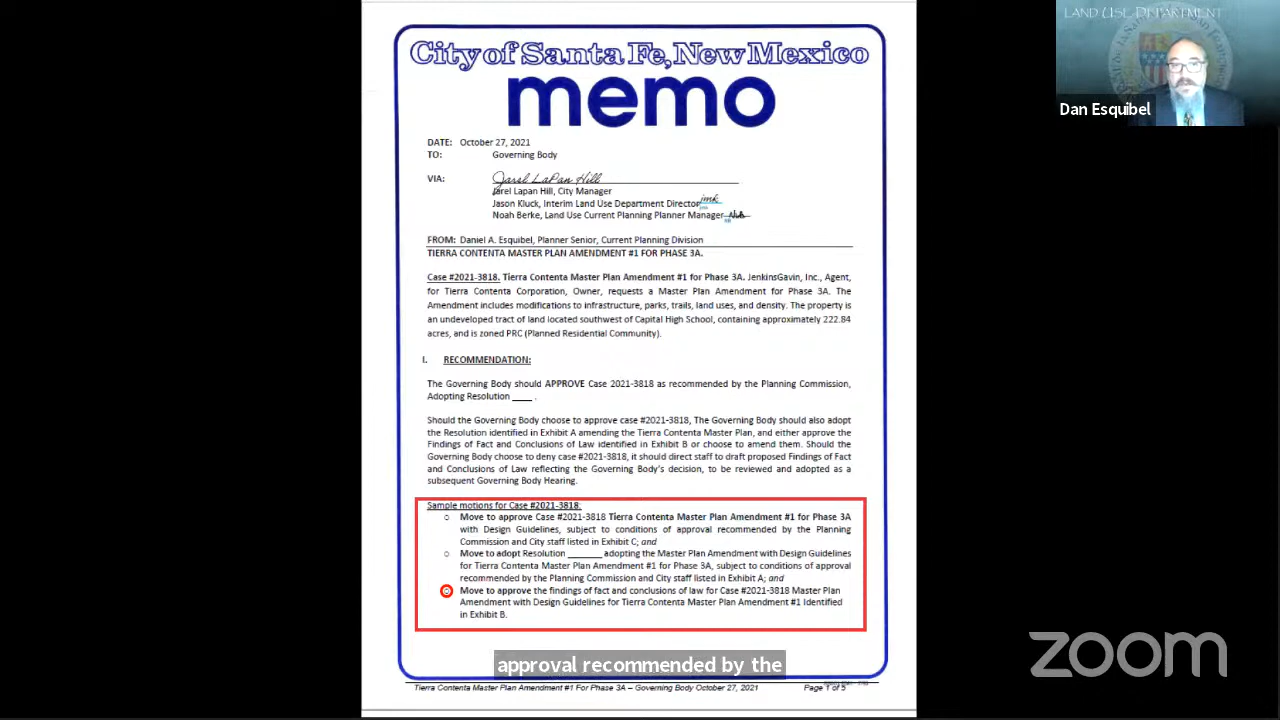 LAND USE DEPARTMENT
Dan Esquibel
City of Santa Fe, New Mexico
memo
DATE: October 27, 2021
TO: Governing Body
VIA: Jarel LaPan Hill
Jarel Lapan Hill, City Manager
Jason Kluck, Interim Land Use Department Director jmk
Noah Berke, Land Use Current Planning Planner Manager
FROM: Daniel A. Esquibel, Planner Senior, Current Planning Division
TIERRA CONTENTA MASTER PLAN AMENDMENT #1 FOR PHASE 3A.
Case #2021-3818. Tierra Contenta Master Plan Amendment #1 for Phase 3A. JenkinsGavin, Inc., Agent,
for Tierra Contenta Corporation, Owner, requests a Master Plan Amendment for Phase 3A. The
Amendment includes modifications to infrastructure, parks, trails, land uses, and density. The property is
an undeveloped tract of land located southwest of Capital High School, containing approximately 222.84
acres, and is zoned PRC (Planned Residential Community).
I. RECOMMENDATION:
The Governing Body should APPROVE Case 2021-3818 as recommended by the Planning Commission,
Adopting Resolution ____ .
Should the Governing Body choose to approve case #2021-3818, The Governing Body should also adopt
the Resolution identified in Exhibit A amending the Tierra Contenta Master Plan, and either approve the
Findings of Fact and Conclusions of Law identified in Exhibit B or choose to amend them. Should the
Governing Body choose to deny case #2021-3818, it should direct staff to draft proposed Findings of Fact
and Conclusions of Law reflecting the Governing Body's decision, to be reviewed and adopted as a
subsequent Governing Body Hearing.
Sample motions for Case #2021-3818:
○ Move to approve Case #2021-3818 Tierra Contenta Master Plan Amendment #1 for Phase 3A
with Design Guidelines, subject to conditions of approval recommended by the Planning
Commission and City staff listed in Exhibit C; and
○ Move to adopt Resolution _______ adopting the Master Plan Amendment with Design Guidelines
for Tierra Contenta Master Plan Amendment #1 for Phase 3A, subject to conditions of approval
recommended by the Planning Commission and City staff listed in Exhibit A; and
○ Move to approve the findings of fact and conclusions of law for Case #2021-3818 Master Plan
Amendment with Design Guidelines for Tierra Contenta Master Plan Amendment #1 Identified
in Exhibit B.
approval recommended by the
Tierra Contenta Master Plan Amendment #1 For Phase 3A – Governing Body October 27, 2021 Page 1 of 5
zoom